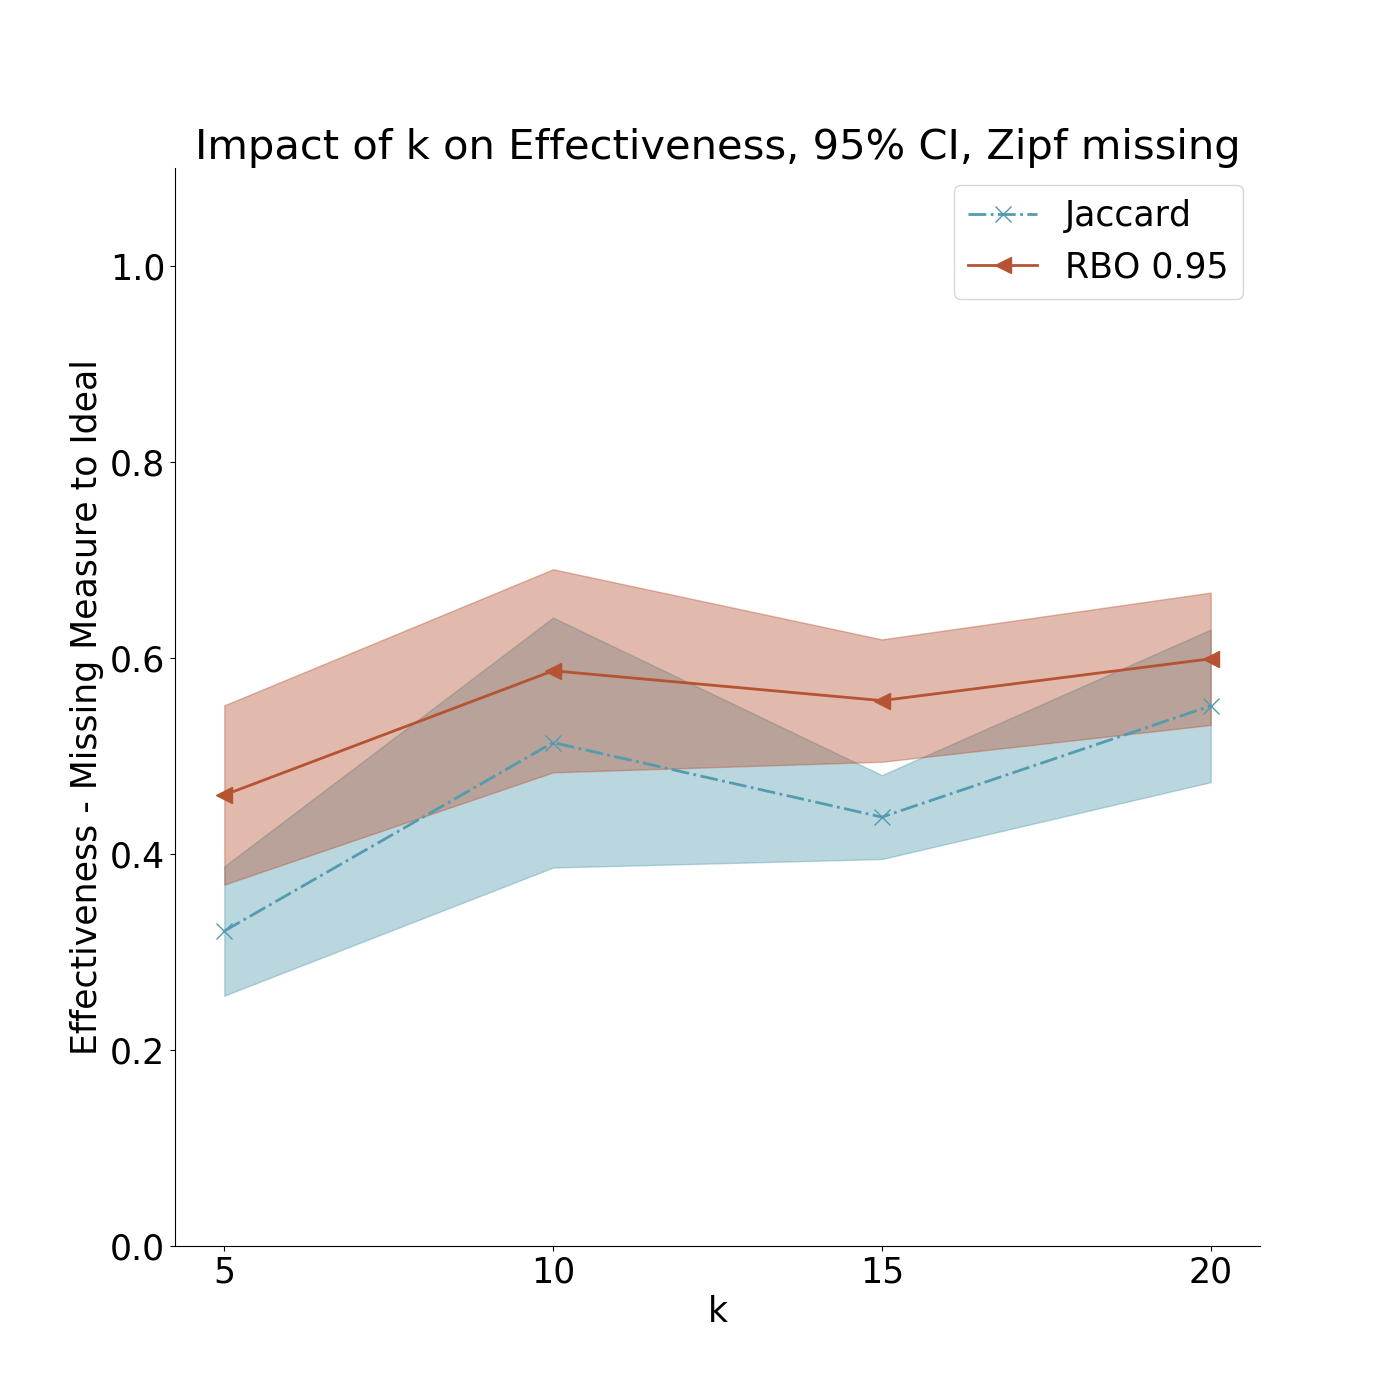 Impact of k on Effectiveness, 95% CI, Zipf missing
Jaccard
RBO 0.95
Effectiveness - Missing Measure to Ideal
1.0
0.8
0.6
0.4
0.2
0.0
5 10 15 20
k